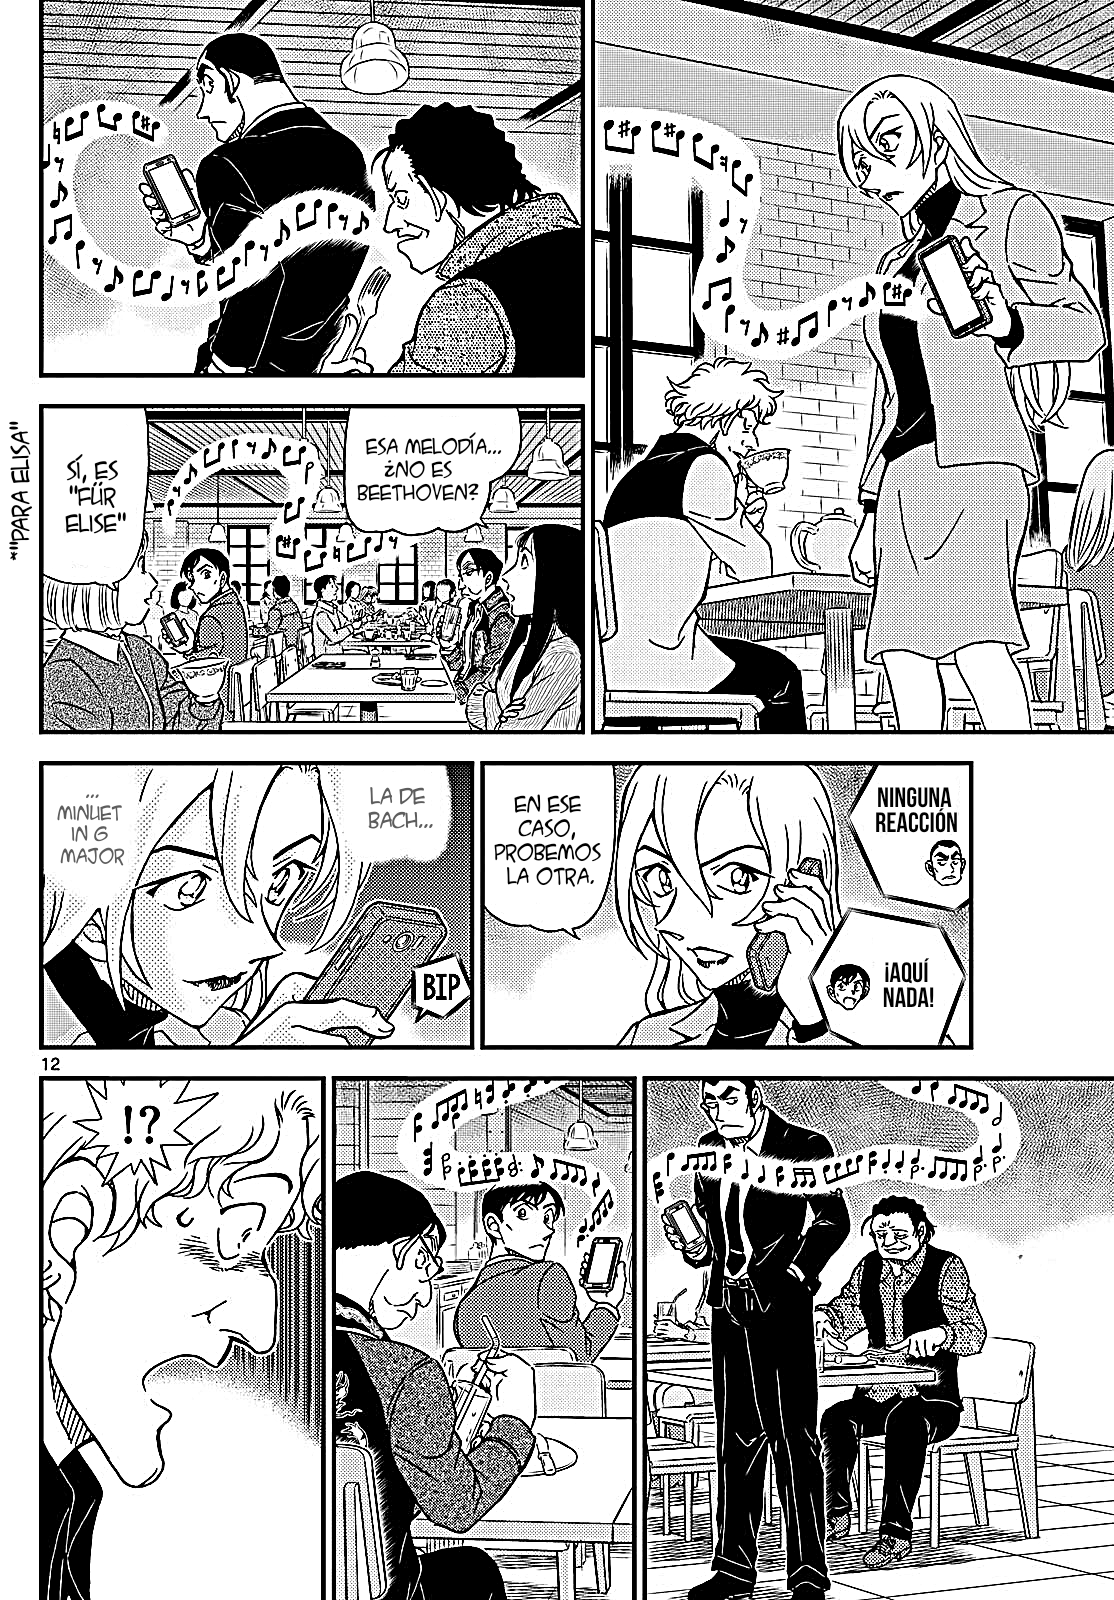 ESA MELODÍA...
¿NO ES
BEETHOVEN?
SÍ, ES
"FÜR
ELISE"
*"PARA ELISA"
NINGUNA
REACCIÓN
¡AQUÍ
NADA!
EN ESE
CASO,
PROBEMOS
LA OTRA.
LA DE
BACH...
...
MINUET
IN G
MAJOR
BIP
12
!?